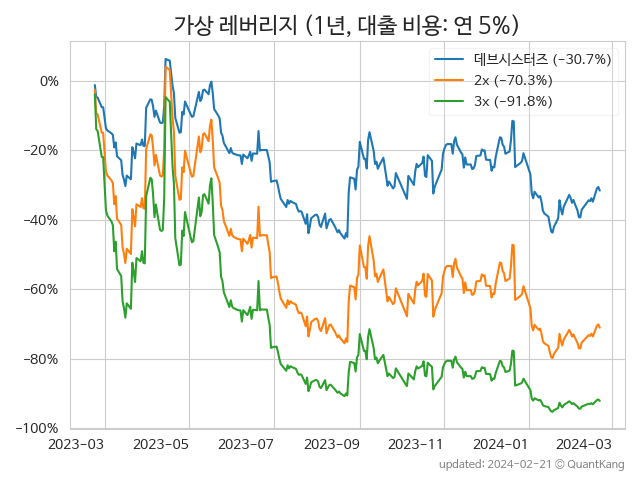 가상 레버리지 (1년, 대출 비용: 연 5%)
데브시스터즈 (−30.7%)
2x (−70.3%)
3x (−91.8%)
0%
−20%
−40%
−60%
−80%
−100%
2023-03 2023-05 2023-07 2023-09 2023-11 2024-01 2024-03
updated: 2024-02-21 © QuantKang